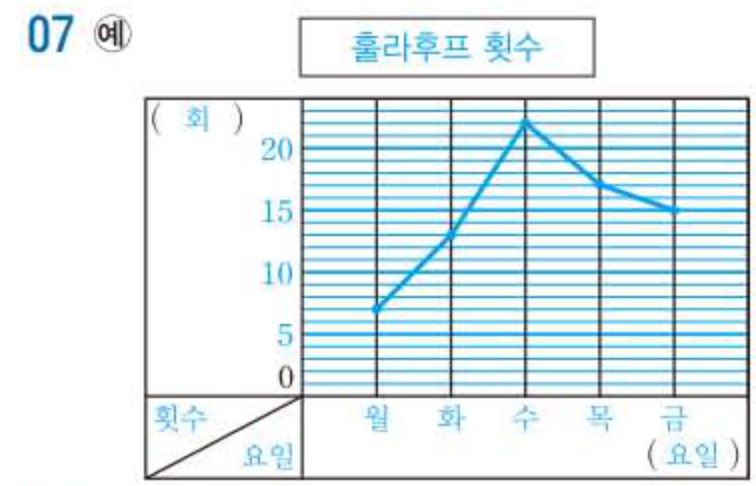 07 예
훌라후프 횟수
( 회 )
20
15
10
5
0
횟수
요일
월 화 수 목 금
( 요일 )